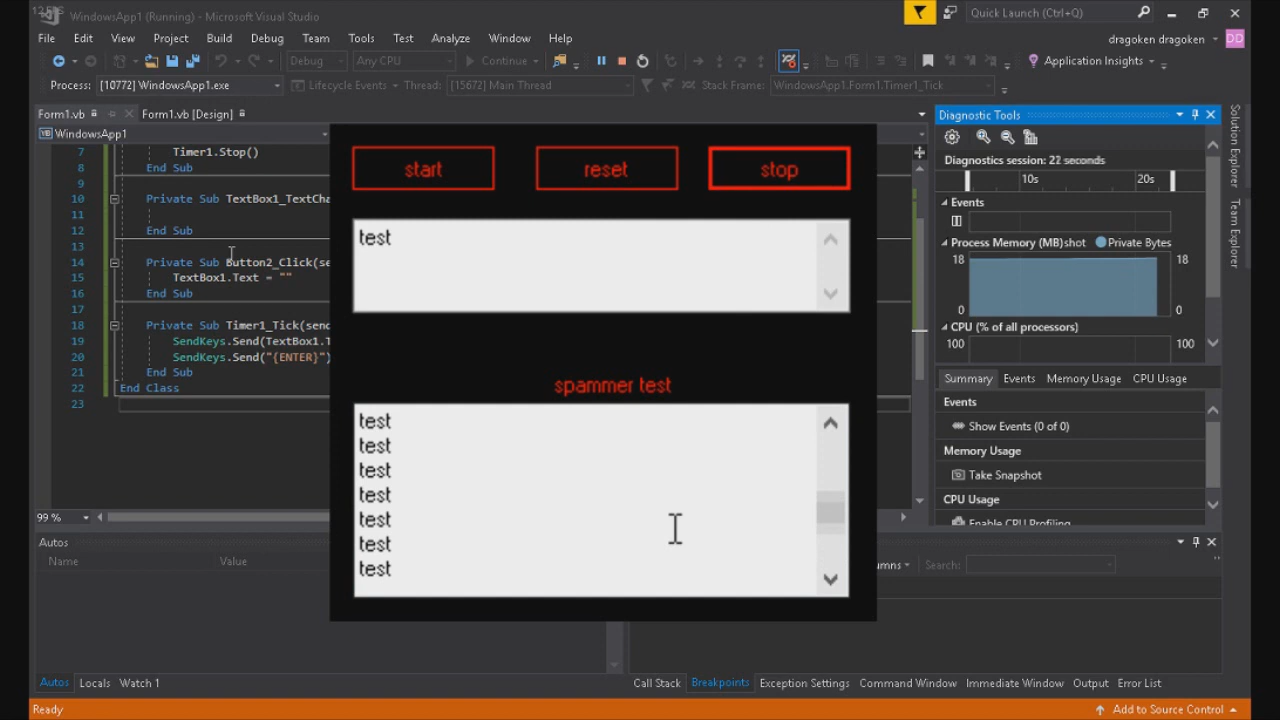 WindowsApp1 (Running) - Microsoft Visual Studio
Quick Launch (Ctrl+Q)
File Edit View Project Build Debug Team Tools Test Analyze Window Help
dragoken dragoken DD
Debug Any CPU Continue Application Insights
Process: [10772] WindowsApp1.exe Lifecycle Events Thread: [15672] Main Thread Stack Frame: WindowsApp1.Form1.Timer1_Tick
Form1.vb Form1.vb [Design]
VB WindowsApp1
7 Timer1.Stop()
8 End Sub
9
10 Private Sub TextBox1_TextCha
11
12 End Sub
13
14 Private Sub Button2_Click(se
15 TextBox1.Text = ""
16 End Sub
17
18 Private Sub Timer1_Tick(send
19 SendKeys.Send(TextBox1.T
20 SendKeys.Send("{ENTER}")
21 End Sub
22 End Class
23
99 %
start reset stop
test
spammer test
test
test
test
test
test
test
test
Diagnostic Tools
Diagnostics session: 22 seconds
10s 20s
Events
Process Memory (MB)shot Private Bytes
18 18
0 0
CPU (% of all processors)
100 100
Summary Events Memory Usage CPU Usage
Events
Show Events (0 of 0)
Memory Usage
Take Snapshot
CPU Usage
Enable CPU Profiling
Solution Explorer
Team Explorer
Autos
Name Value
umns Search:
Autos Locals Watch 1
Call Stack Breakpoints Exception Settings Command Window Immediate Window Output Error List
Ready
Add to Source Control